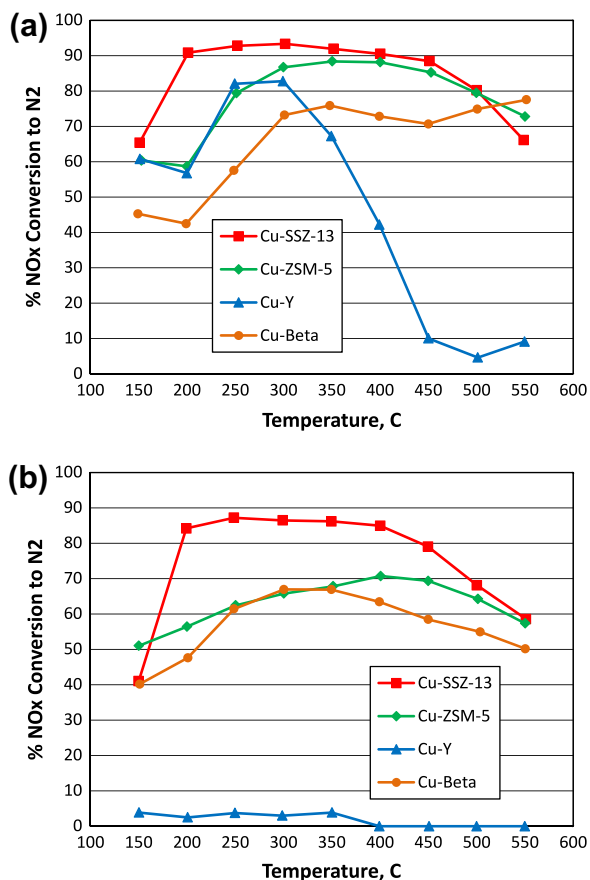 (a)
% NOx Conversion to N2
100
90
80
70
60
50
40
30
20
10
0
Cu-SSZ-13
Cu-ZSM-5
Cu-Y
Cu-Beta
100 150 200 250 300 350 400 450 500 550 600
Temperature, C
(b)
% NOx Conversion to N2
100
90
80
70
60
50
40
30
20
10
0
Cu-SSZ-13
Cu-ZSM-5
Cu-Y
Cu-Beta
100 150 200 250 300 350 400 450 500 550 600
Temperature, C